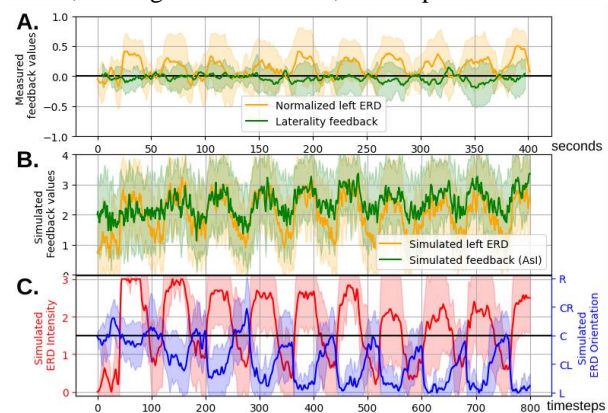 A.
Measured
feedback values
1.0
0.5
0.0
−0.5
−1.0
Normalized left ERD
Laterality feedback
0 50 100 150 200 250 300 350 400 seconds
B.
Simulated
Feedback values
4
3
2
1
0
Simulated left ERD
Simulated feedback (AsI)
C.
Simulated
ERD Intensity
3
2
1
0
R
CR
C
CL
L
Simulated
ERD Orientation
0 100 200 300 400 500 600 700 800 timesteps